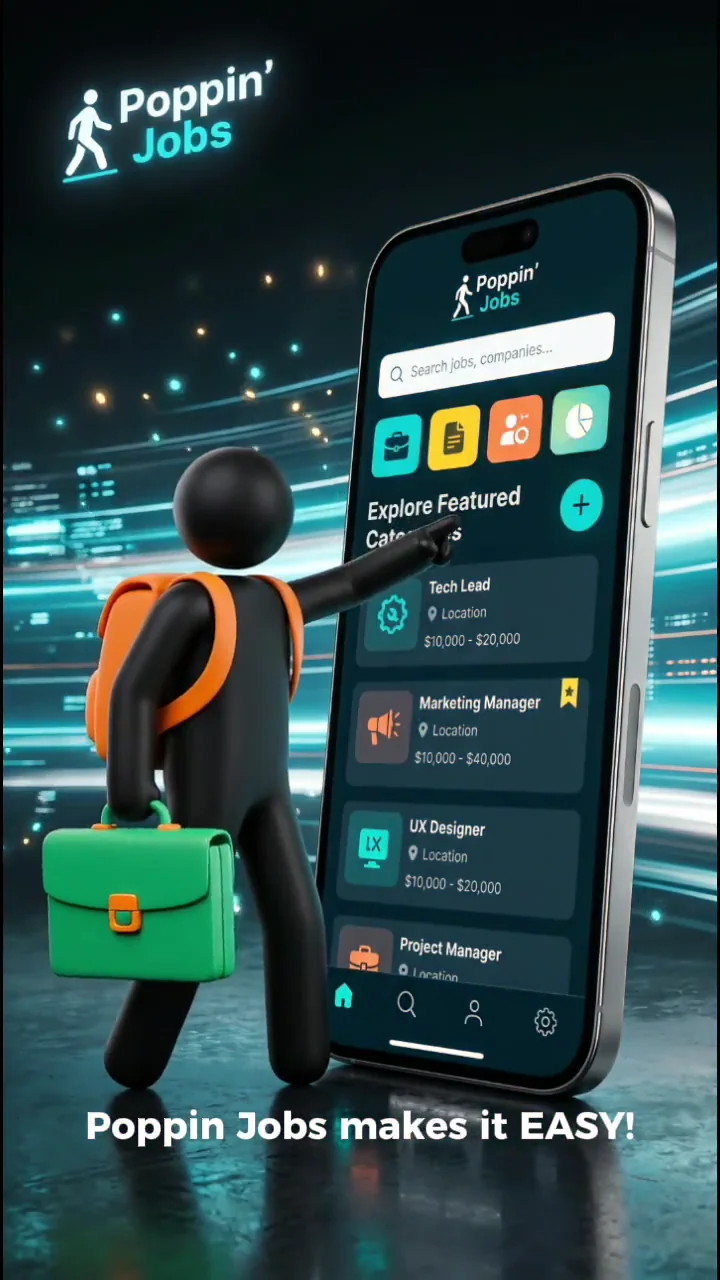 Poppin'
Jobs
Poppin'
Jobs
Search jobs, companies...
Explore Featured
Tech Lead
Location
$10,000 - $20,000
Marketing Manager
Location
$10,000 - $40,000
UX Designer
Location
$10,000 - $20,000
Project Manager
Location
Poppin Jobs makes it EASY!